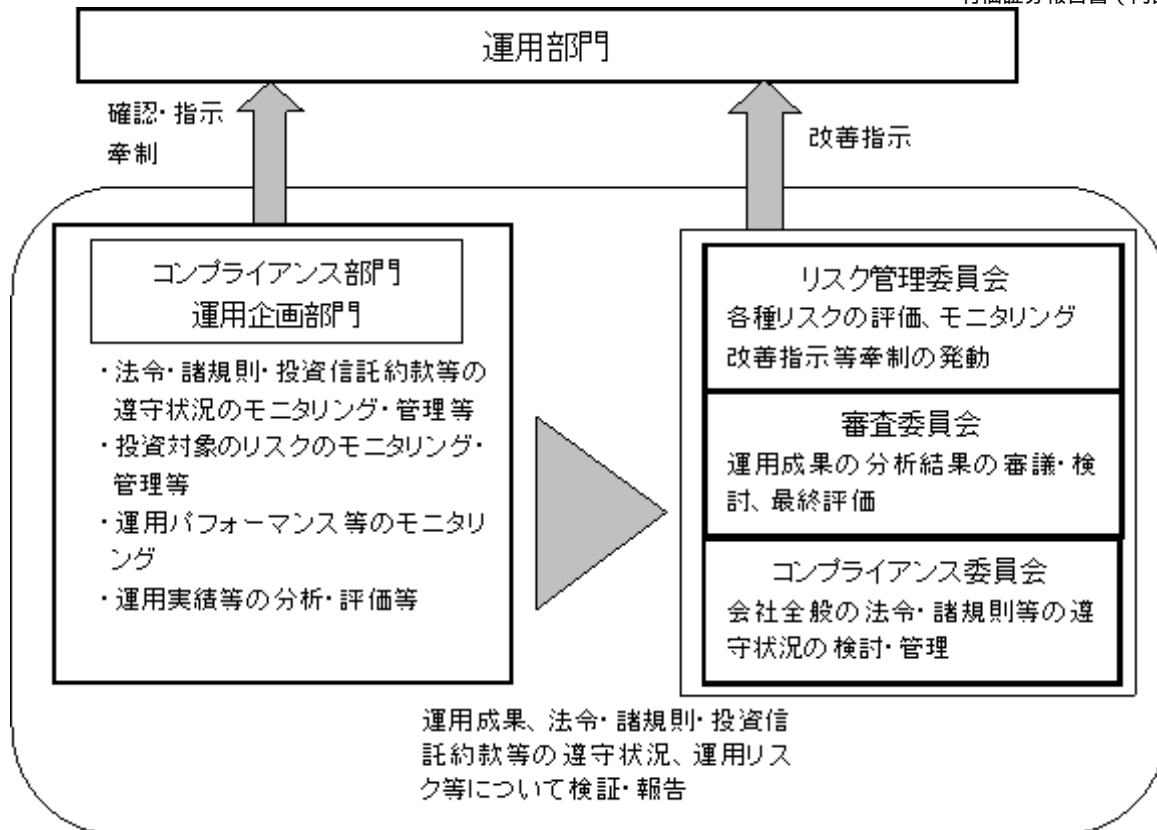 運用部門
確認・指示
牽制
改善指示
コンプライアンス部門
運用企画部門
・法令・諸規則・投資信託約款等の
遵守状況のモニタリング・管理等
・投資対象のリスクのモニタリング・
管理等
・運用パフォーマンス等のモニタリ
ング
・運用実績等の分析・評価等
リスク管理委員会
各種リスクの評価、モニタリング
改善指示等牽制の発動
審査委員会
運用成果の分析結果の審議・検
討、最終評価
コンプライアンス委員会
会社全般の法令・諸規則等の遵
守状況の検討・管理
運用成果、法令・諸規則・投資信
託約款等の遵守状況、運用リス
ク等について検証・報告